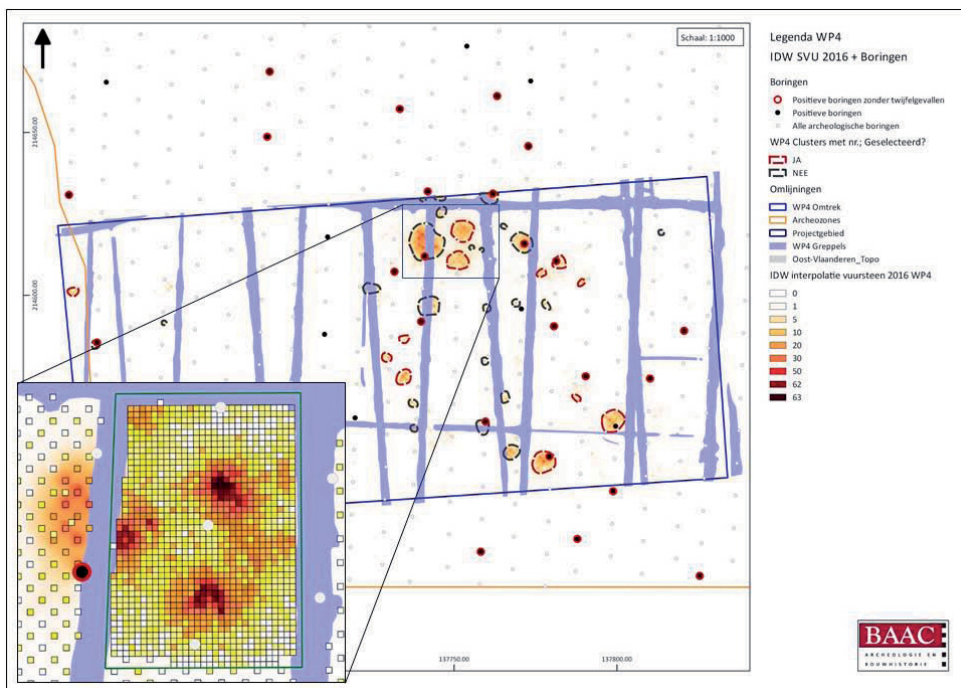 Schaal: 1:1000
214650.00
214600.00
137750.00
137800.00
Legenda WP4
IDW SVU 2016 + Boringen
Boringen
Positieve boringen zonder twijfelgevallen
Positieve boringen
Alle archeologische boringen
WP4 Clusters met nr.; Geselecteerd?
JA
NEE
Omlijningen
WP4 Omtrek
Archeozones
Projectgebied
WP4 Greppels
Oost-Vlaanderen_Topo
IDW interpolatie vuursteen 2016 WP4
0
1
5
10
20
30
50
62
63
BAAC
ARCHEOLOGIE EN
BOUWHISTORIE